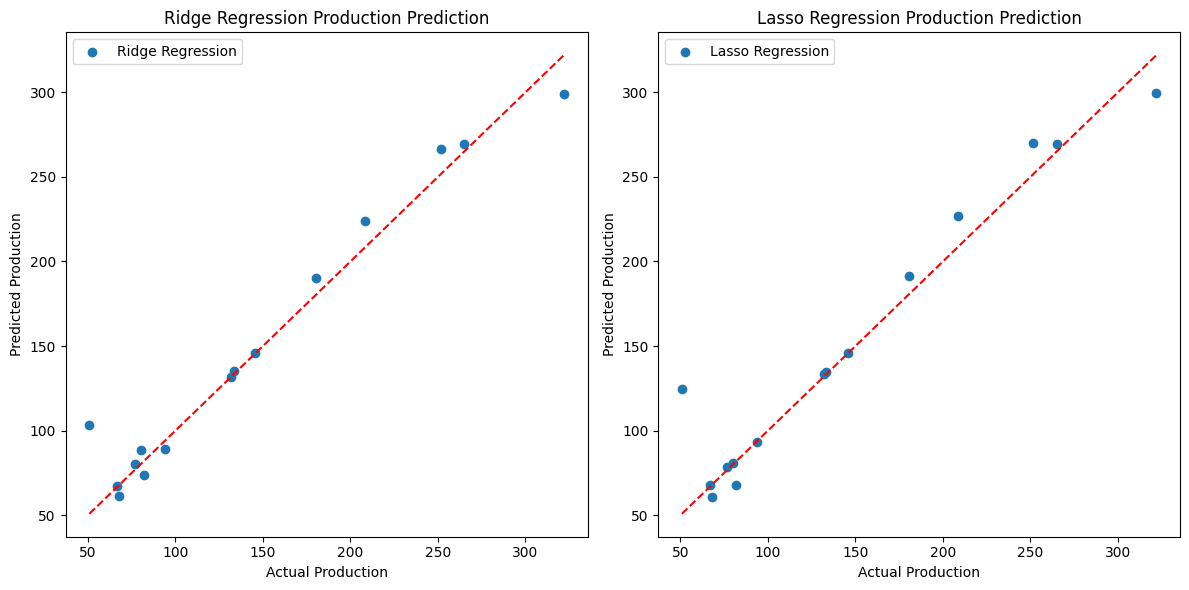 Ridge Regression Production Prediction
Ridge Regression
300
250
200
150
100
50
Predicted Production
50 100 150 200 250 300
Actual Production
Lasso Regression Production Prediction
Lasso Regression
300
250
200
150
100
50
Predicted Production
50 100 150 200 250 300
Actual Production